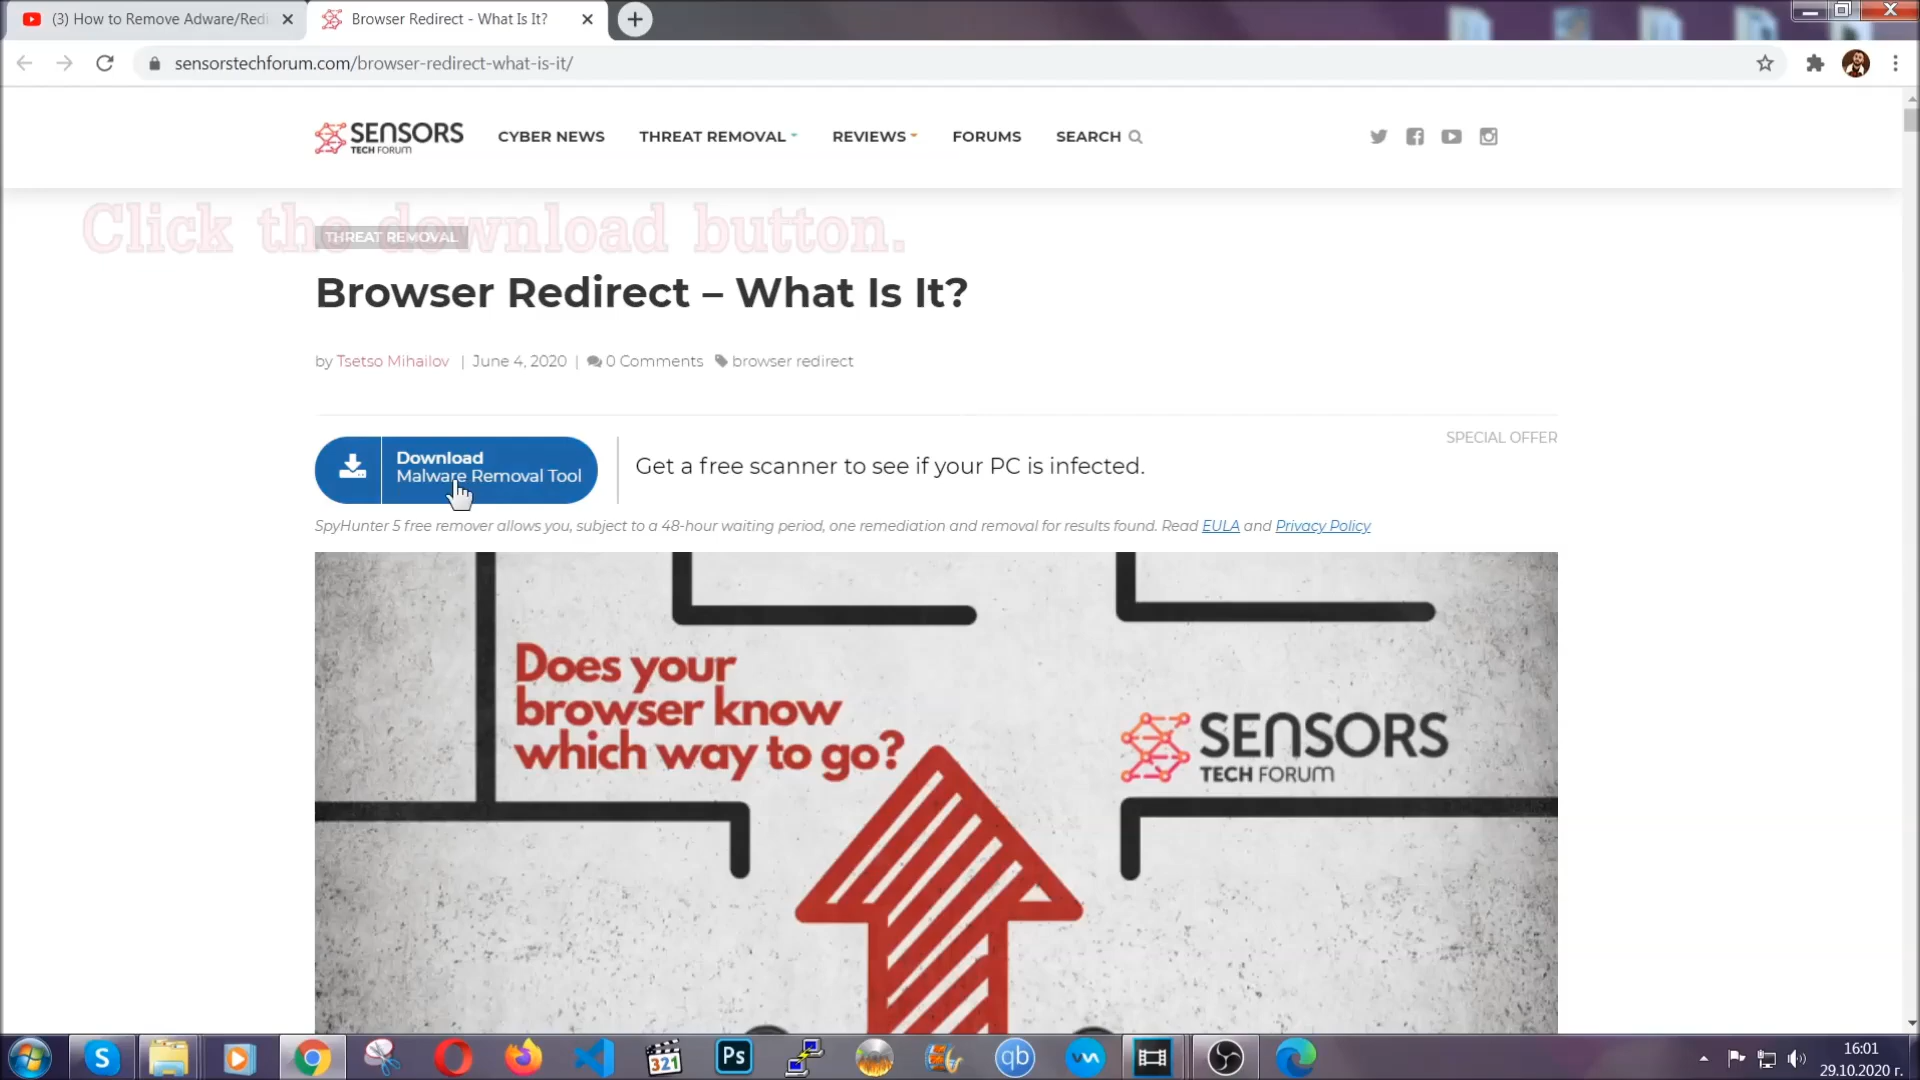 (3) How to Remove Adware/Redi
Browser Redirect - What Is It?
sensorstechforum.com/browser-redirect-what-is-it/
SENSORS
TECH FORUM
CYBER NEWS
THREAT REMOVAL
REVIEWS
FORUMS
SEARCH
Click the download button.
THREAT REMOVAL
Browser Redirect – What Is It?
by Tsetso Mihailov | June 4, 2020 | 0 Comments browser redirect
SPECIAL OFFER
Download
Malware Removal Tool
Get a free scanner to see if your PC is infected.
SpyHunter 5 free remover allows you, subject to a 48-hour waiting period, one remediation and removal for results found. Read EULA and Privacy Policy
Does your
browser know
which way to go?
SENSORS
TECH FORUM
S
321
Ps
qb
16:01
29.10.2020 г.